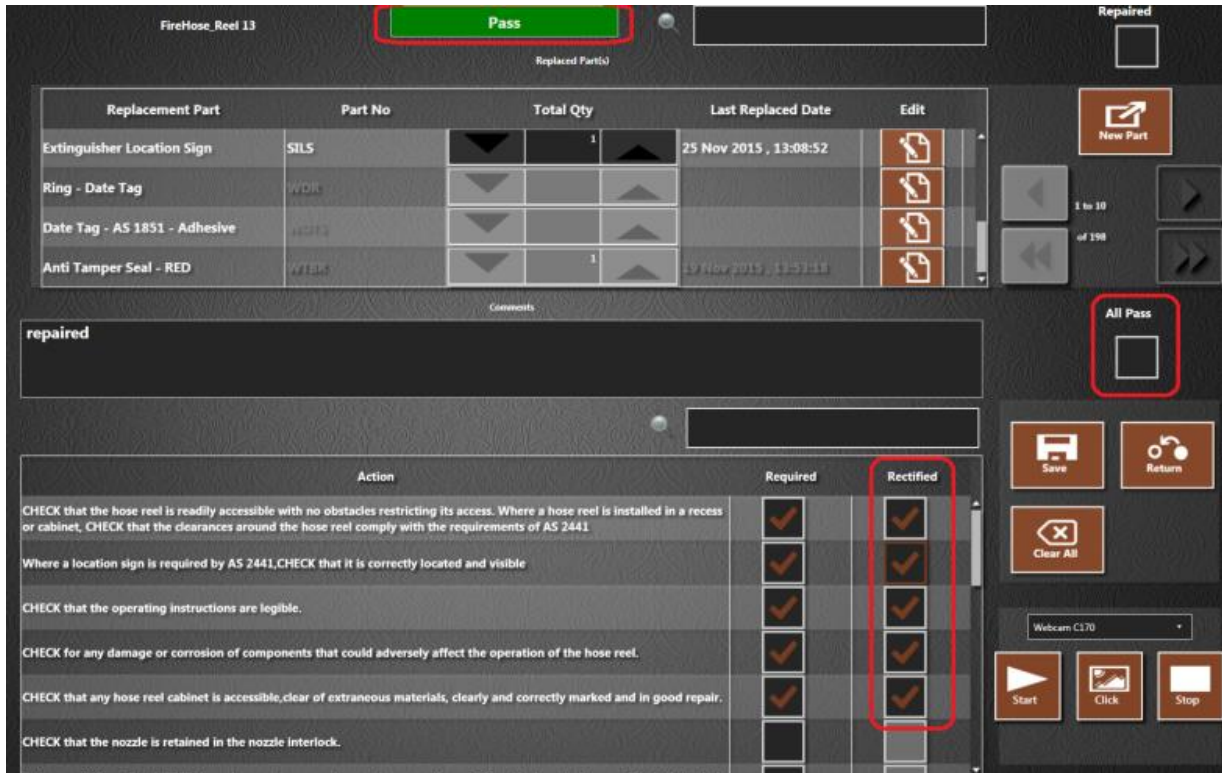 FireHose_Reel 13
Pass
Repaired
Replaced Part(s)
Replacement Part Part No Total Qty Last Replaced Date Edit
New Part
Extinguisher Location Sign SILS 1 25 Nov 2015 , 13:08:52
Ring - Date Tag WDR
1 to 10
Date Tag - AS 1851 - Adhesive
of 198
Anti Tamper Seal - RED 1 19 Nov 2015 , 13:53:18
Comments
All Pass
repaired
Action Required Rectified
Save Return
CHECK that the hose reel is readily accessible with no obstacles restricting its access. Where a hose reel is installed in a recess
or cabinet, CHECK that the clearances around the hose reel comply with the requirements of AS 2441
Clear All
Where a location sign is required by AS 2441,CHECK that it is correctly located and visible
CHECK that the operating instructions are legible.
Webcam C170
CHECK for any damage or corrosion of components that could adversely affect the operation of the hose reel.
CHECK that any hose reel cabinet is accessible,clear of extraneous materials, clearly and correctly marked and in good repair.
Start Click Stop
CHECK that the nozzle is retained in the nozzle interlock.